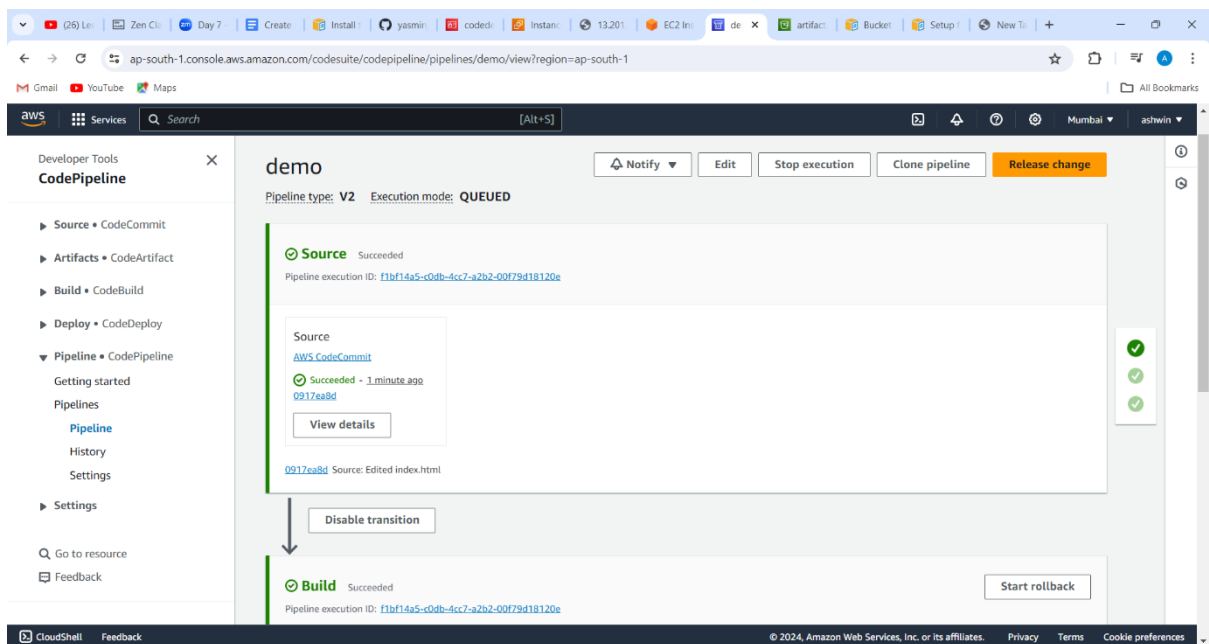 (26) Le
Zen Cla
Day 7 -
Create
Install
yasmin
coded
Instanc
13.201.
EC2 Ins
de
artifact
Bucket
Setup
New Ta
ap-south-1.console.aws.amazon.com/codesuite/codepipeline/pipelines/demo/view?region=ap-south-1
Gmail YouTube Maps All Bookmarks
aws Services Search [Alt+S] Mumbai ashwin
Developer Tools
CodePipeline
Source • CodeCommit
Artifacts • CodeArtifact
Build • CodeBuild
Deploy • CodeDeploy
Pipeline • CodePipeline
Getting started
Pipelines
Pipeline
History
Settings
Settings
Go to resource
Feedback
demo
Notify Edit Stop execution Clone pipeline Release change
Pipeline type: V2 Execution mode: QUEUED
Source Succeeded
Pipeline execution ID: f1bf14a5-c0db-4cc7-a2b2-00f79d18120e
Source
AWS CodeCommit
Succeeded - 1 minute ago
0917ea8d
View details
0917ea8d Source: Edited index.html
Disable transition
Build Succeeded
Start rollback
Pipeline execution ID: f1bf14a5-c0db-4cc7-a2b2-00f79d18120e
CloudShell Feedback © 2024, Amazon Web Services, Inc. or its affiliates. Privacy Terms Cookie preferences